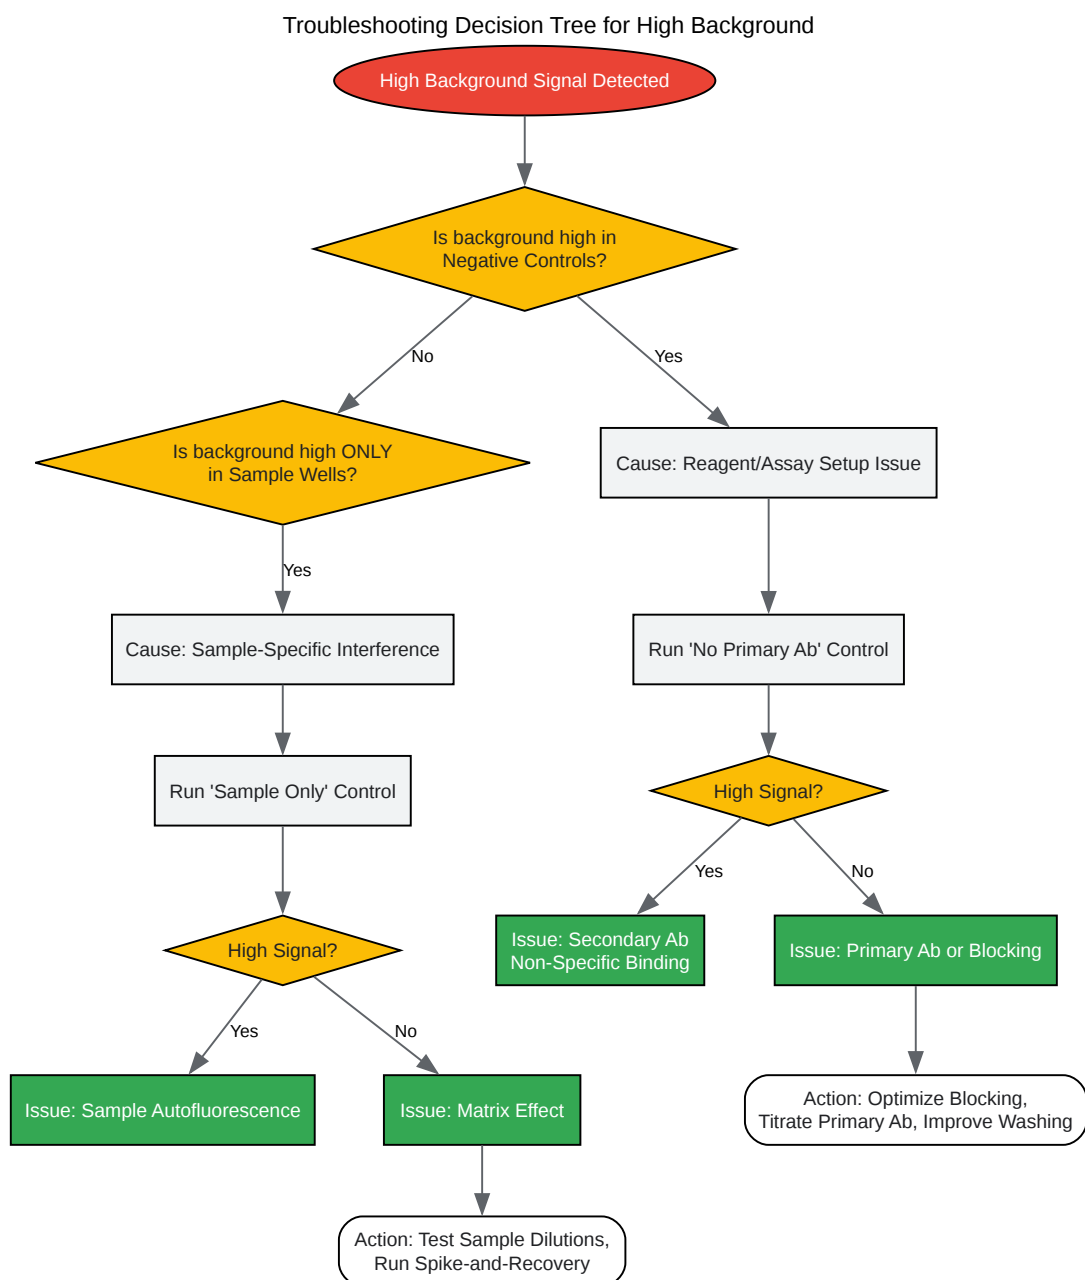 Troubleshooting Decision Tree for High Background
High Background Signal Detected
Is background high in
Negative Controls?
No
Yes
Is background high ONLY
in Sample Wells?
Cause: Reagent/Assay Setup Issue
Yes
Cause: Sample-Specific Interference
Run 'No Primary Ab' Control
Run 'Sample Only' Control
High Signal?
Yes
No
High Signal?
Issue: Secondary Ab
Non-Specific Binding
Issue: Primary Ab or Blocking
Yes
No
Issue: Sample Autofluorescence
Issue: Matrix Effect
Action: Optimize Blocking,
Titrate Primary Ab, Improve Washing
Action: Test Sample Dilutions,
Run Spike-and-Recovery